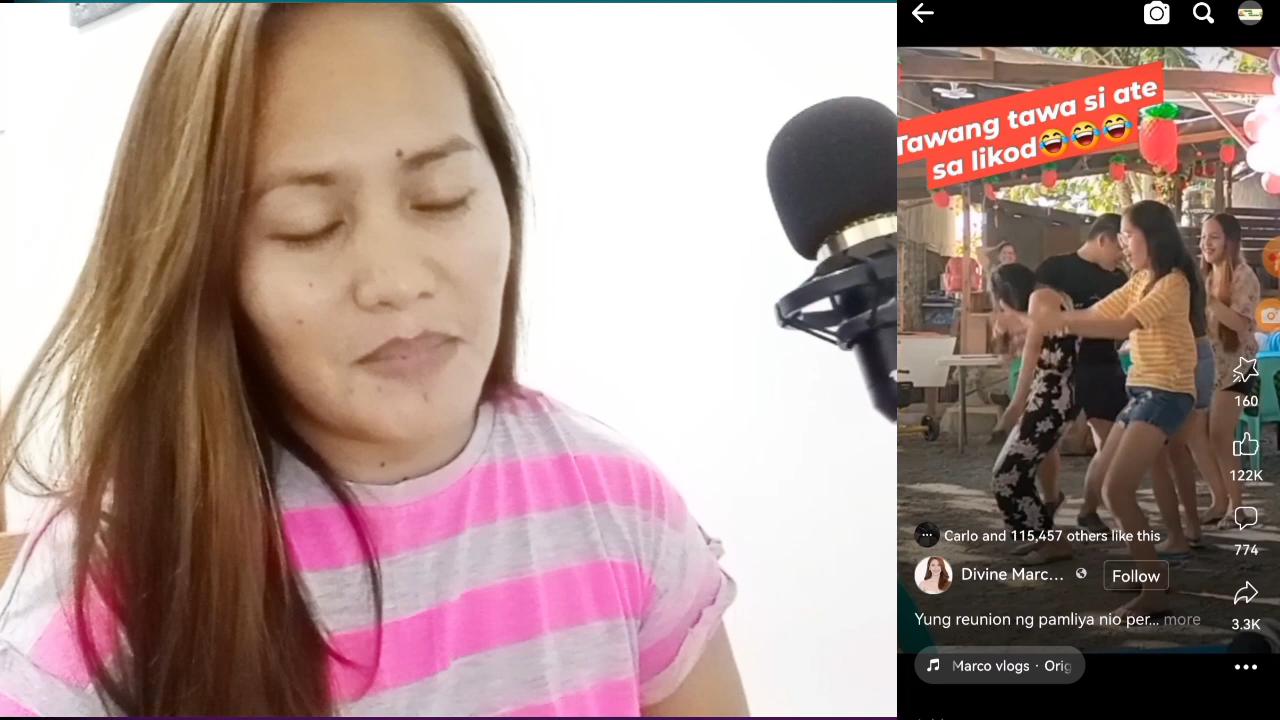 Tawang tawa si ate
sa likod😂😂😂
160
122K
774
3.3K
Carlo and 115,457 others like this
Divine Marc...
Follow
Yung reunion ng pamliya nio per... more
Marco vlogs · Orig